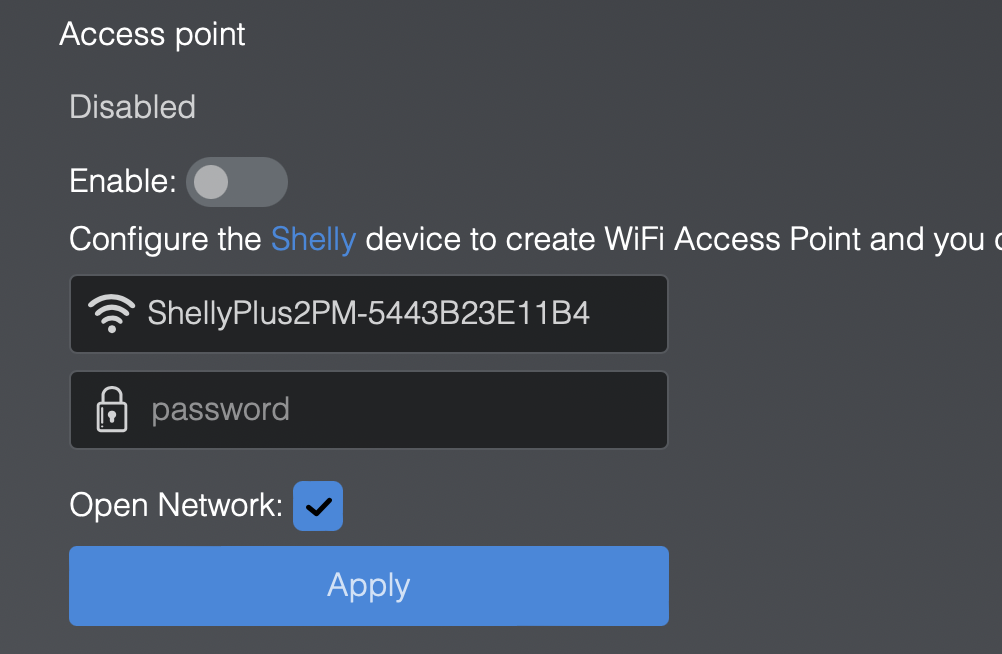 Access point
Disabled
Enable:
Configure the Shelly device to create WiFi Access Point and you
ShellyPlus2PM-5443B23E11B4
password
Open Network:
Apply